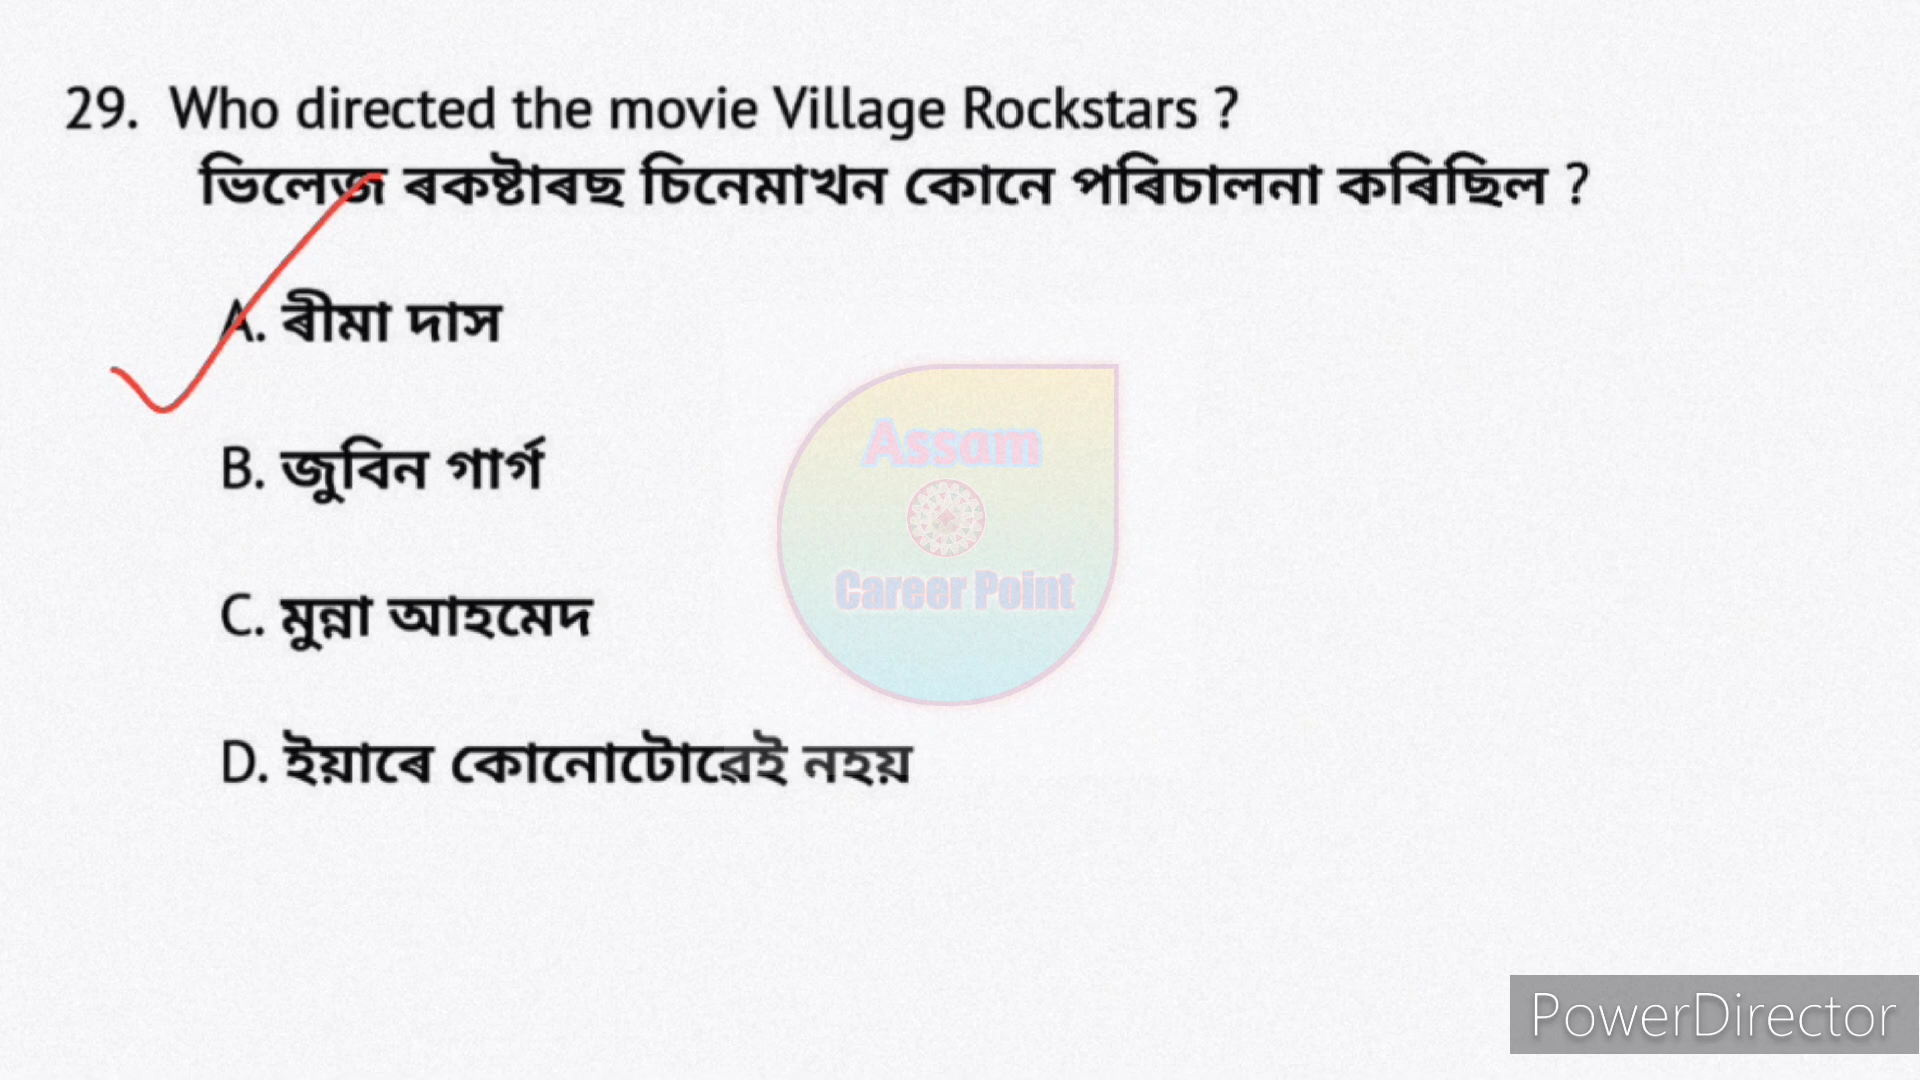 29. Who directed the movie Village Rockstars ?
ভিলেজ ৰকষ্টাৰছ চিনেমাখন কোনে পৰিচালনা কৰিছিল ?
A. ৰীমা দাস
B. জুবিন গাৰ্গ
C. মুন্না আহমেদ
D. ইয়াৰে কোনোটোৱেই নহয়
Assam
Career Point
PowerDirector